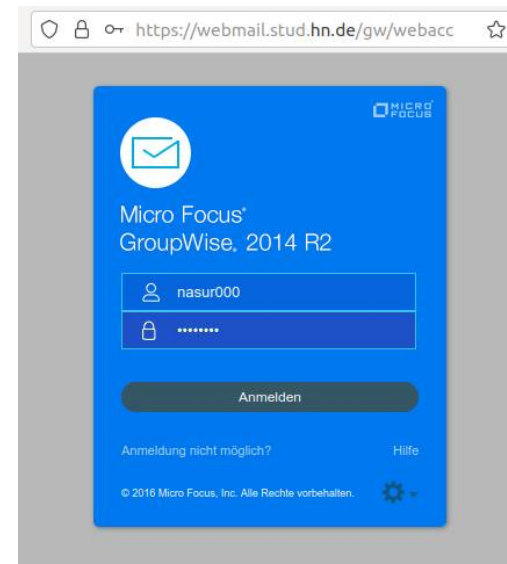 https://webmail.stud.hn.de/gw/webacc
MICRO
FOCUS
Micro Focus®
GroupWise® 2014 R2
nasur000
••••••••
Anmelden
Anmeldung nicht möglich? Hilfe
© 2016 Micro Focus, Inc. Alle Rechte vorbehalten.